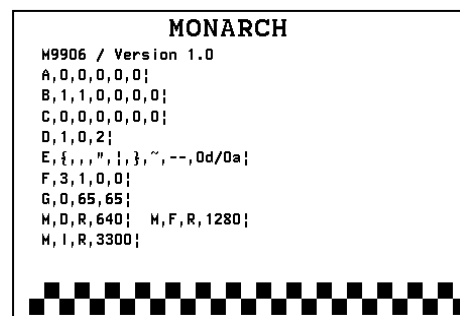 MONARCH
M9906 / Version 1.0
A,0,0,0,0,0¦
B,1,1,0,0,0,0¦
C,0,0,0,0,0,0¦
D,1,0,2¦
E,{,,,",¦,},~,--,0d/0a¦
F,3,1,0,0¦
G,0,65,65¦
M,D,R,640¦ M,F,R,1280¦
M,I,R,3300¦